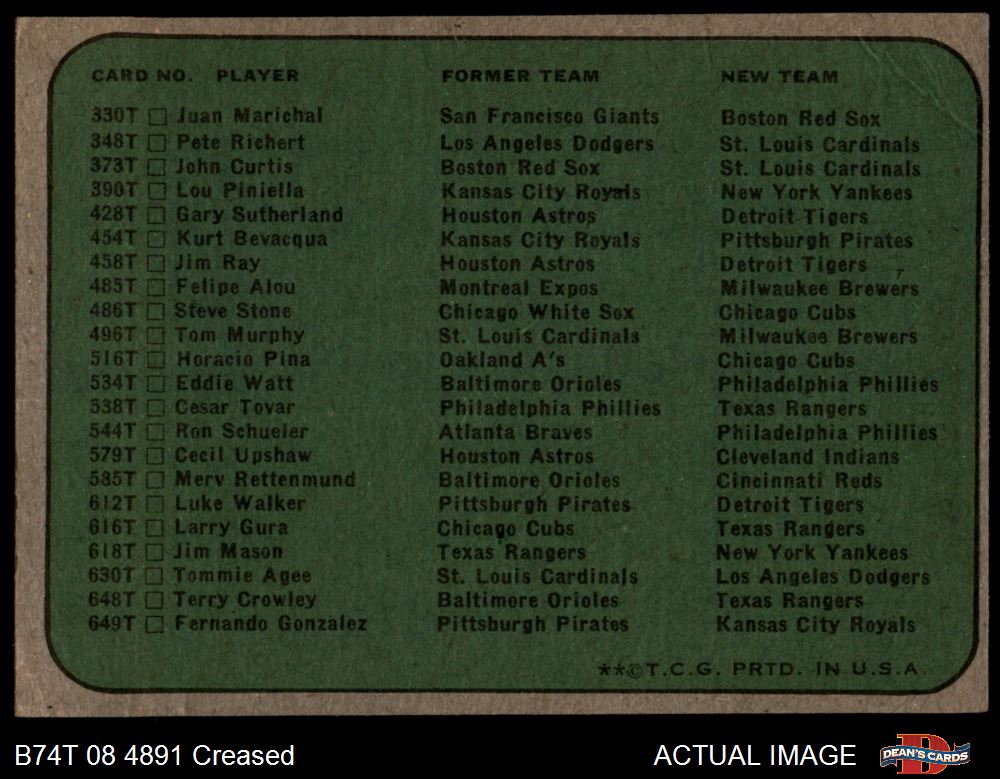 CARD NO. PLAYER FORMER TEAM NEW TEAM
330T □ Juan Marichal San Francisco Giants Boston Red Sox
348T □ Pete Richert Los Angeles Dodgers St. Louis Cardinals
373T □ John Curtis Boston Red Sox St. Louis Cardinals
390T □ Lou Piniella Kansas City Royals New York Yankees
428T □ Gary Sutherland Houston Astros Detroit Tigers
454T □ Kurt Bevacqua Kansas City Royals Pittsburgh Pirates
458T □ Jim Ray Houston Astros Detroit Tigers
485T □ Felipe Alou Montreal Expos Milwaukee Brewers
486T □ Steve Stone Chicago White Sox Chicago Cubs
496T □ Tom Murphy St. Louis Cardinals Milwaukee Brewers
516T □ Horacio Pina Oakland A's Chicago Cubs
534T □ Eddie Watt Baltimore Orioles Philadelphia Phillies
538T □ Cesar Tovar Philadelphia Phillies Texas Rangers
544T □ Ron Schueler Atlanta Braves Philadelphia Phillies
579T □ Cecil Upshaw Houston Astros Cleveland Indians
585T □ Merv Rettenmund Baltimore Orioles Cincinnati Reds
612T □ Luke Walker Pittsburgh Pirates Detroit Tigers
616T □ Larry Gura Chicago Cubs Texas Rangers
618T □ Jim Mason Texas Rangers New York Yankees
630T □ Tommie Agee St. Louis Cardinals Los Angeles Dodgers
648T □ Terry Crowley Baltimore Orioles Texas Rangers
649T □ Fernando Gonzalez Pittsburgh Pirates Kansas City Royals
**©T.C.G. PRTD. IN U.S.A.
B74T 08 4891 Creased ACTUAL IMAGE DEAN'S CARDS